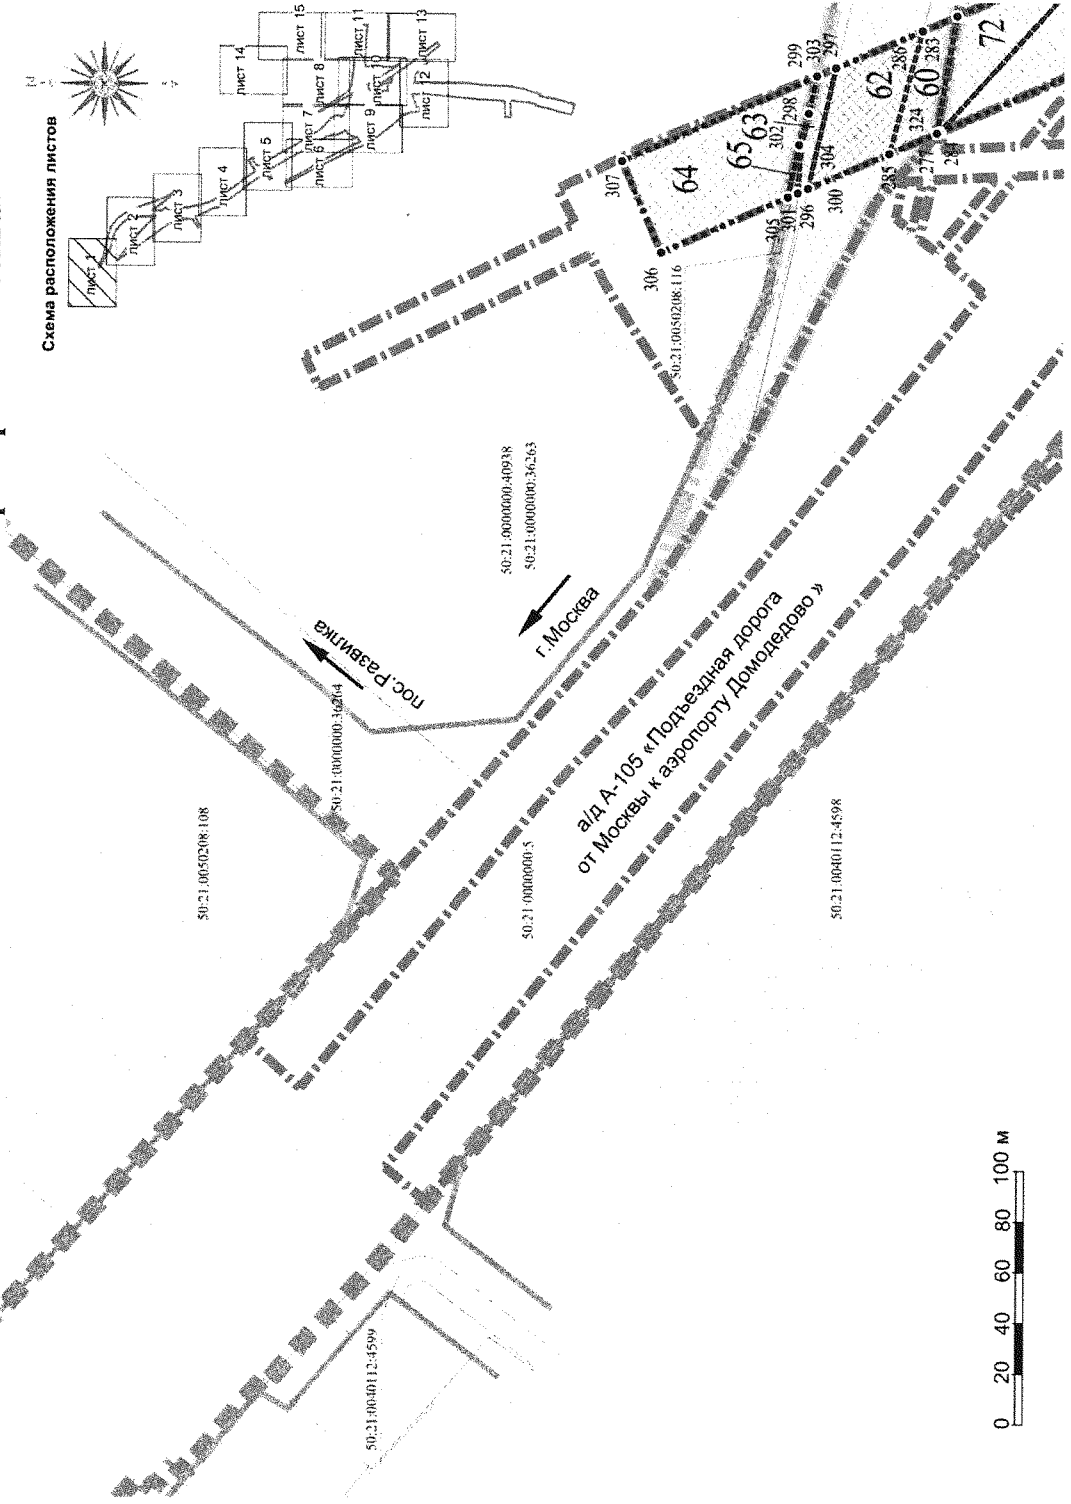 Схема расположения листов
лист 1
лист 2
лист 3
лист 4
лист 5
лист 6
лист 7
лист 8
лист 9
лист 10
лист 11
лист 12
лист 13
лист 14
лист 15
пос.Развилка
г.Москва
а/д А-105 «Подъездная дорога
от Москвы к аэропорту Домодедово »
50:21:0050208:108
50:21:0000000:36264
50:21:0000000:40938
50:21:0000000:36263
50:21:0050208:116
50:21:0000000:5
50:21:0040112:4598
50:21:0040112:4599
307
306
64
65
63
62
60
72
299
303
297
298
302
304
305
301
296
300
286
283
285
324
277
0 20 40 60 80 100 м